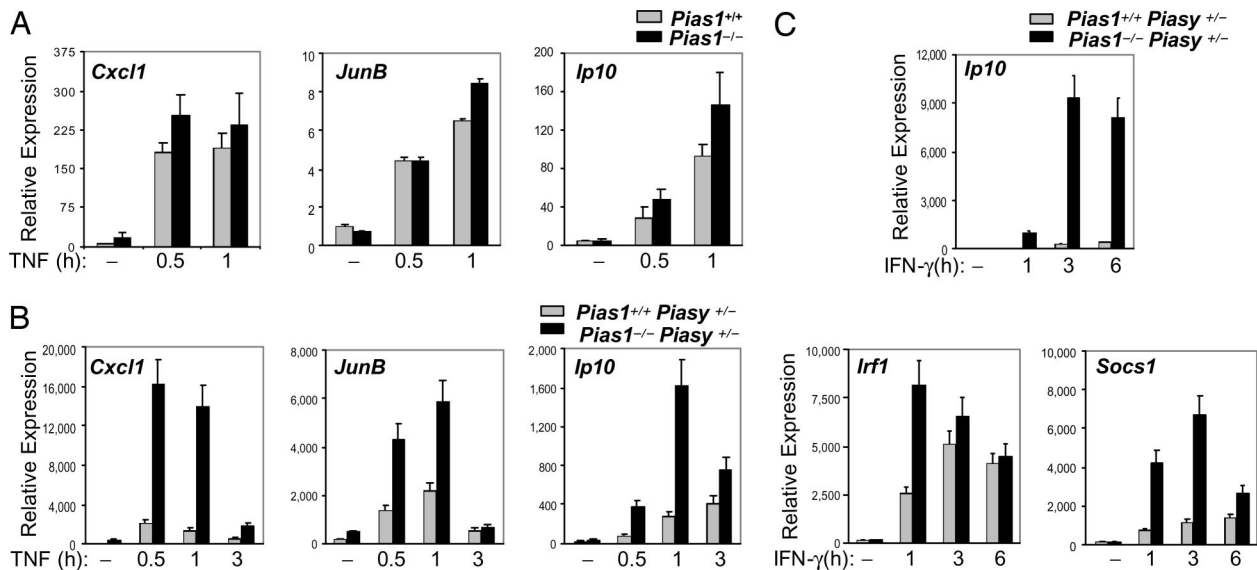 A
Pias1+/+
Pias1–/–
Relative Expression
375
300
225
150
75
0
Cxcl1
TNF (h): – 0.5 1
10
8
6
4
2
0
JunB
– 0.5 1
200
160
120
80
40
0
Ip10
– 0.5 1
C
Pias1+/+ Piasy +/–
Pias1–/– Piasy +/–
Relative Expression
12,000
9,000
6,000
3,000
0
Ip10
IFN-γ(h): – 1 3 6
B
Pias1+/+ Piasy +/–
Pias1–/– Piasy +/–
Relative Expression
20,000
16,000
12,000
8,000
4,000
0
Cxcl1
TNF (h): – 0.5 1 3
8,000
6,000
4,000
2,000
0
JunB
– 0.5 1 3
1,600
2,000
1,200
800
400
0
Ip10
– 0.5 1 3
Relative Expression
10,000
7,500
5,000
2,500
0
Irf1
IFN-γ(h): – 1 3 6
10,000
8,000
6,000
4,000
2,000
0
Socs1
– 1 3 6